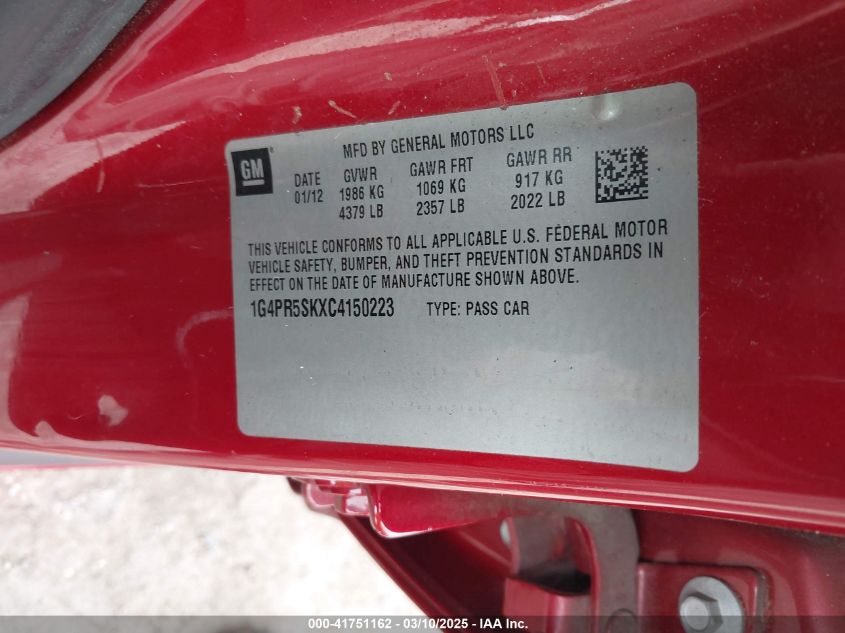 MFD BY GENERAL MOTORS LLC
GM
DATE GVWR GAWR FRT GAWR RR
01/12 1986 KG 1069 KG 917 KG
4379 LB 2357 LB 2022 LB
THIS VEHICLE CONFORMS TO ALL APPLICABLE U.S. FEDERAL MOTOR
VEHICLE SAFETY, BUMPER, AND THEFT PREVENTION STANDARDS IN
EFFECT ON THE DATE OF MANUFACTURE SHOWN ABOVE.
1G4PR5SKXC4150223 TYPE: PASS CAR
000-41751162 - 03/10/2025 - I A A Inc.